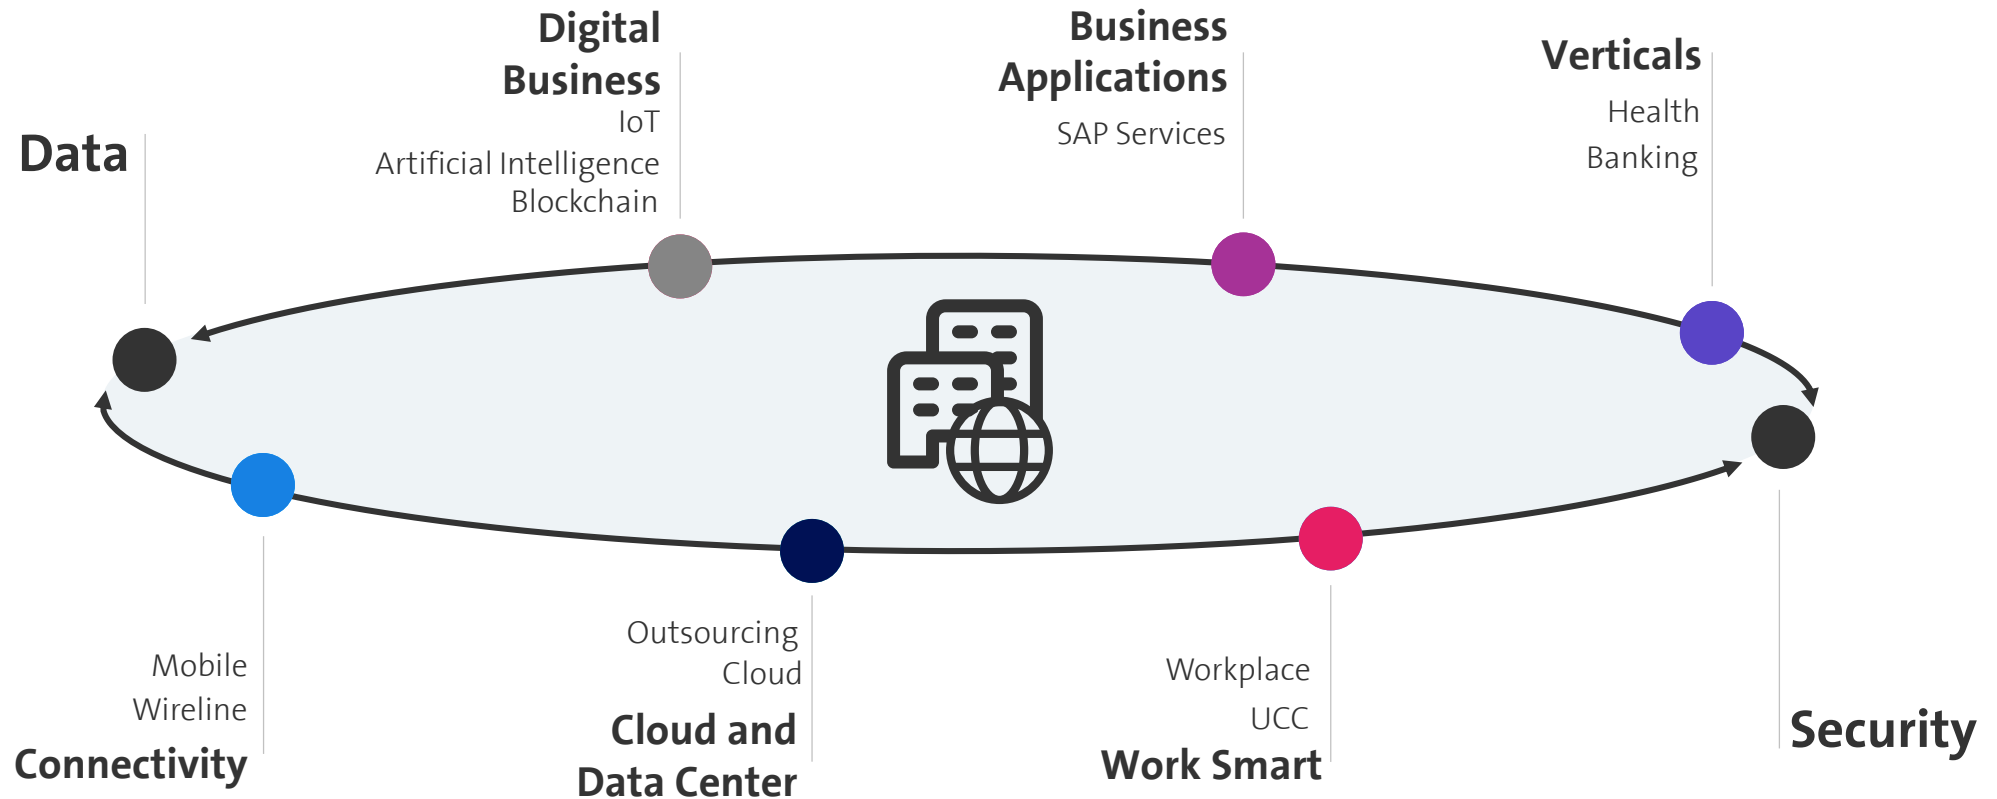 Data
Digital
Business
IoT
Artificial Intelligence
Blockchain
Business
Applications
SAP Services
Verticals
Health
Banking
Mobile
Wireline
Connectivity
Outsourcing
Cloud
Cloud and
Data Center
Workplace
UCC
Work Smart
Security